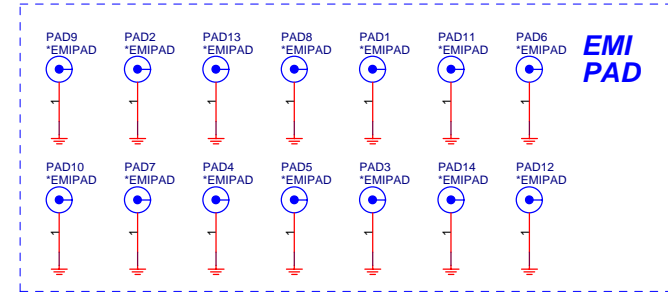 PAD9 PAD2 PAD13 PAD8 PAD1 PAD11 PAD6
*EMIPAD *EMIPAD *EMIPAD *EMIPAD *EMIPAD *EMIPAD *EMIPAD
EMI
PAD
1 1 1 1 1 1 1
PAD10 PAD7 PAD4 PAD5 PAD3 PAD14 PAD12
*EMIPAD *EMIPAD *EMIPAD *EMIPAD *EMIPAD *EMIPAD *EMIPAD
1 1 1 1 1 1 1